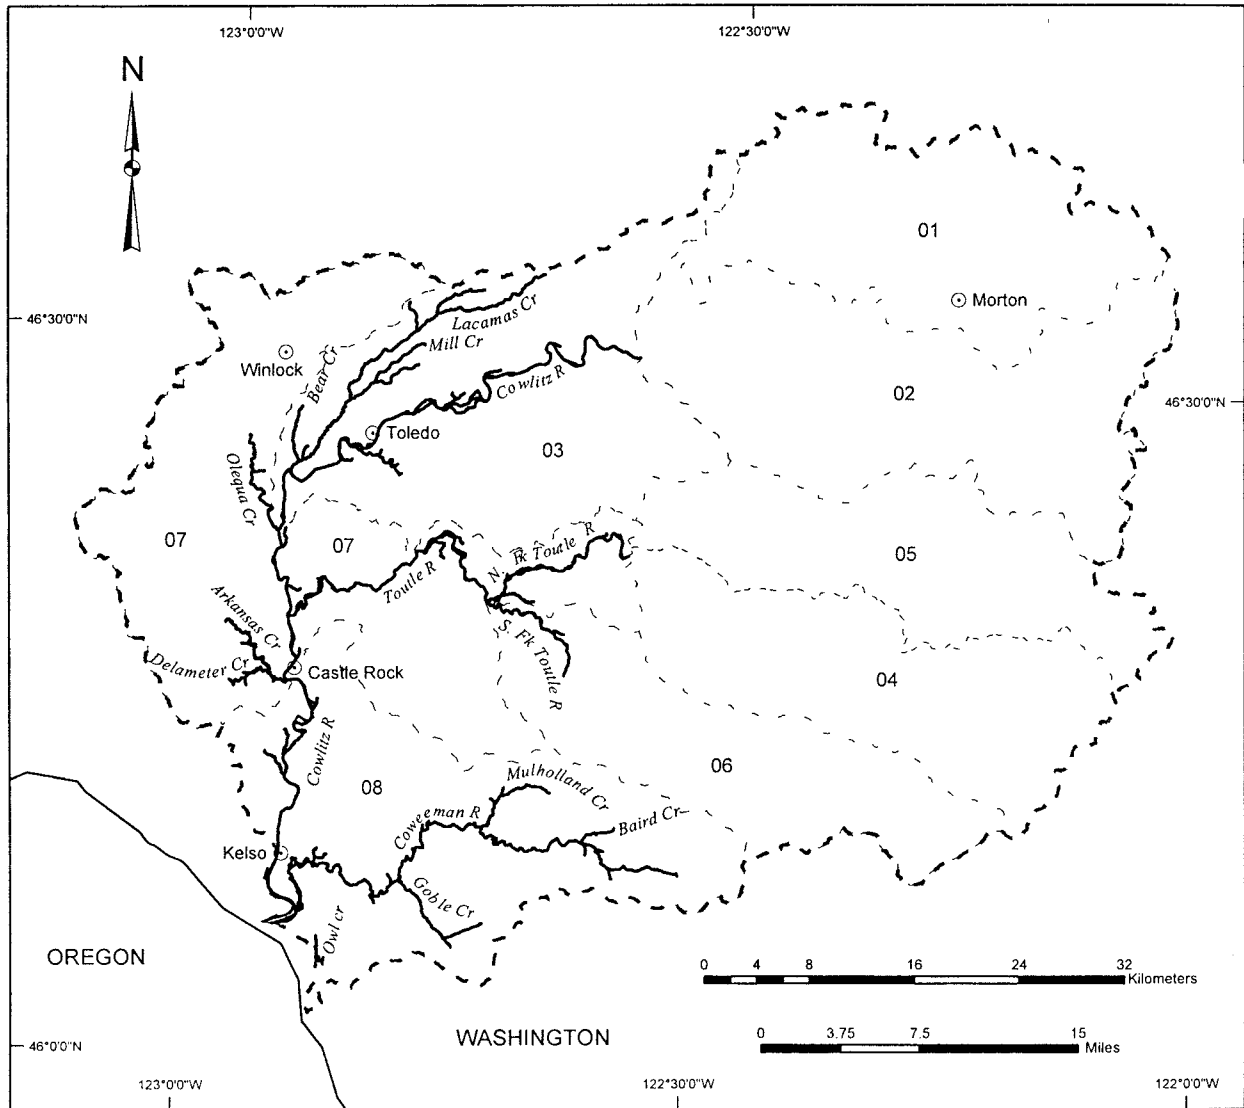 123°0'0"W
122°30'0"W
N
01
Morton
46°30'0"N
Lacamas Cr
Mill Cr
Winlock
Bear Cr
Cowlitz R
02
46°30'0"N
Toledo
03
Olequa Cr
07
07
Toutle R
N. Fk Toutle R
05
Arkansas Cr
S. Fk Toutle R
Delameter Cr
Castle Rock
04
Cowlitz R
06
08
Mulholland Cr
Coweeman R
Baird Cr
Kelso
Goble Cr
Owl cr
OREGON
0 4 8 16 24 32
Kilometers
WASHINGTON
0 3.75 7.5 15
Miles
46°0'0"N
123°0'0"W
122°30'0"W
122°0'0"W